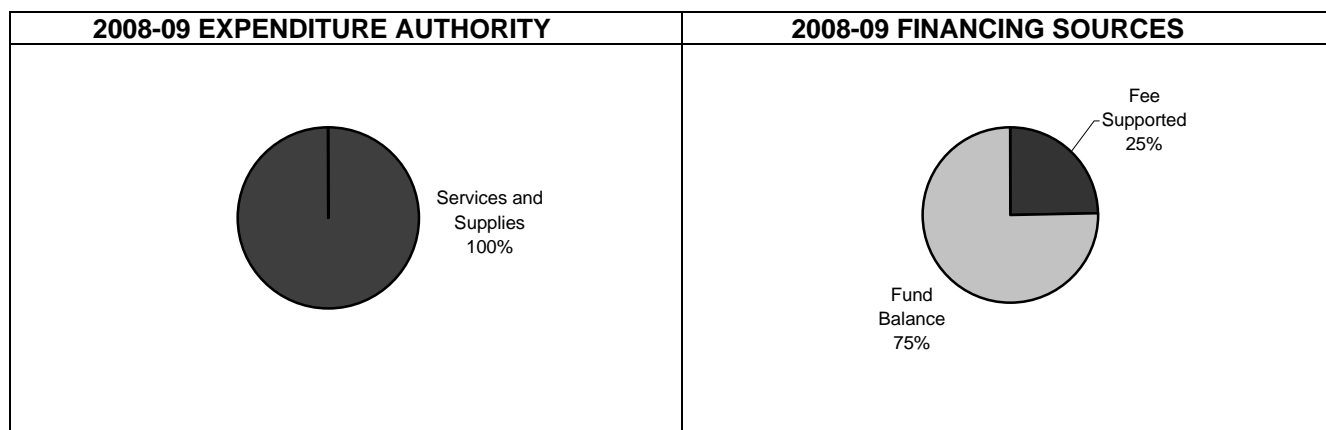 2008-09 EXPENDITURE AUTHORITY
Services and
Supplies
100%
2008-09 FINANCING SOURCES
Fee
Supported
25%
Fund
Balance
75%